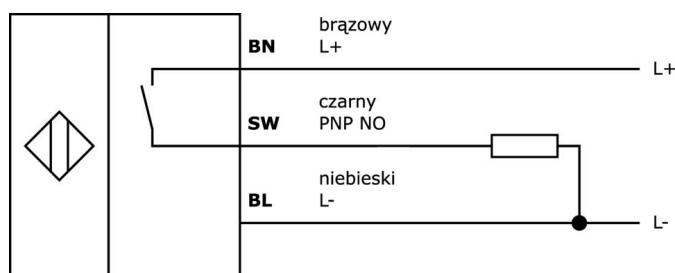 brązowy
BN L+
L+
czarny
SW PNP NO
niebieski
BL L-
L-